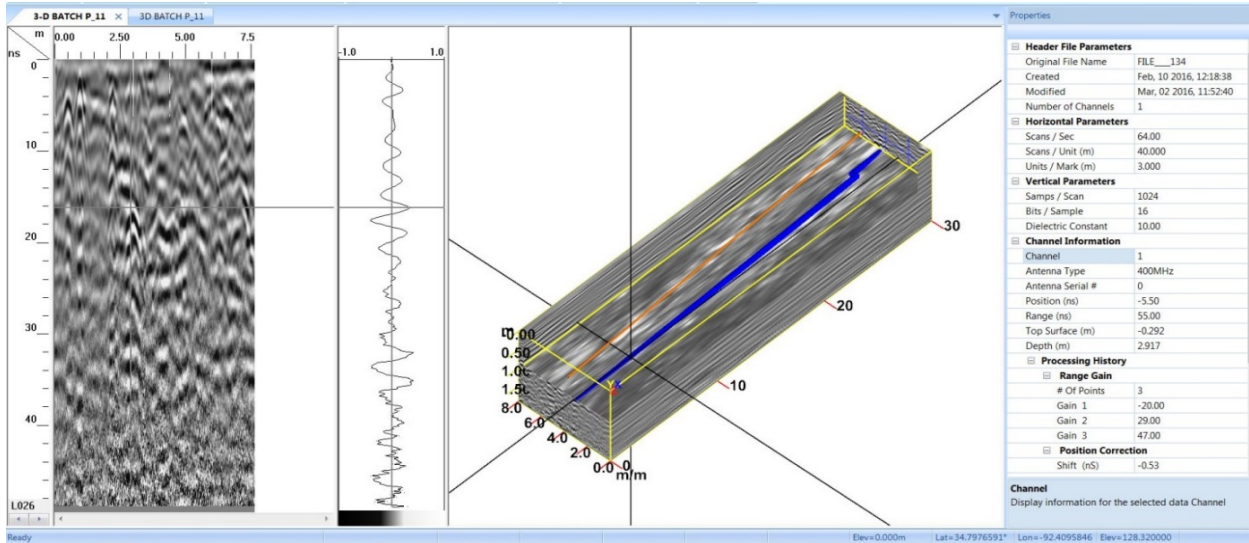 3-D BATCH P_11 × 3D BATCH P_11
m 0.00 2.50 5.00 7.5
ns
0
10
20
30
40
L026
-1.0 1.0
m 0.00
0.50
1.00
1.50
8.0
6.0
4.0
2.0
0.0 0
m/m
10
20
30
Y X
Properties
Header File Parameters
Original File Name FILE___134
Created Feb, 10 2016, 12:18:38
Modified Mar, 02 2016, 11:52:40
Number of Channels 1
Horizontal Parameters
Scans / Sec 64.00
Scans / Unit (m) 40.000
Units / Mark (m) 3.000
Vertical Parameters
Samps / Scan 1024
Bits / Sample 16
Dielectric Constant 10.00
Channel Information
Channel 1
Antenna Type 400MHz
Antenna Serial # 0
Position (ns) -5.50
Range (ns) 55.00
Top Surface (m) -0.292
Depth (m) 2.917
Processing History
Range Gain
# Of Points 3
Gain 1 -20.00
Gain 2 29.00
Gain 3 47.00
Position Correction
Shift (nS) -0.53
Channel
Display information for the selected data Channel
Ready Elev=0.000m Lat=34.7976591° Lon=-92.4095846 Elev=128.320000